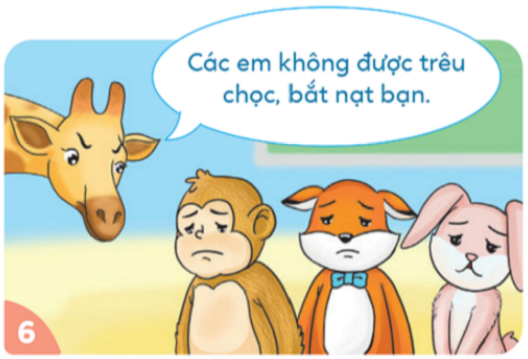 Các em không được trêu
chọc, bắt nạt bạn.
6